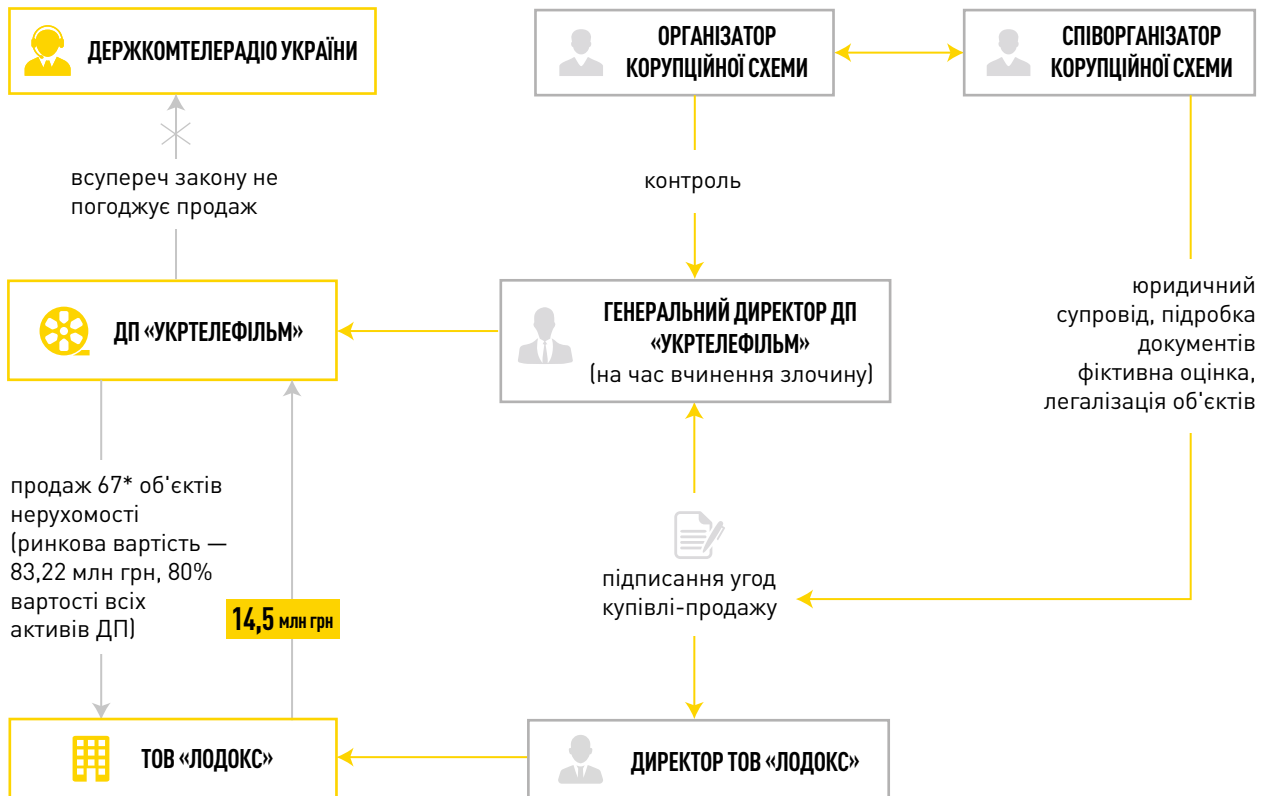 ДЕРЖКОМТЕЛЕРАДІО УКРАЇНИ
ОРГАНІЗАТОР
КОРУПЦІЙНОЇ СХЕМИ
СПІВОРГАНІЗАТОР
КОРУПЦІЙНОЇ СХЕМИ
всупереч закону не
погоджує продаж
контроль
ДП «УКРТЕЛЕФІЛЬМ»
ГЕНЕРАЛЬНИЙ ДИРЕКТОР ДП
«УКРТЕЛЕФІЛЬМ»
(на час вчинення злочину)
юридичний
супровід, підробка
документів
фіктивна оцінка,
легалізація об'єктів
продаж 67* об'єктів
нерухомості
(ринкова вартість —
83,22 млн грн, 80%
вартості всіх
активів ДП)
14,5 млн грн
підписання угод
купівлі-продажу
ТОВ «ЛОДОКС»
ДИРЕКТОР ТОВ «ЛОДОКС»